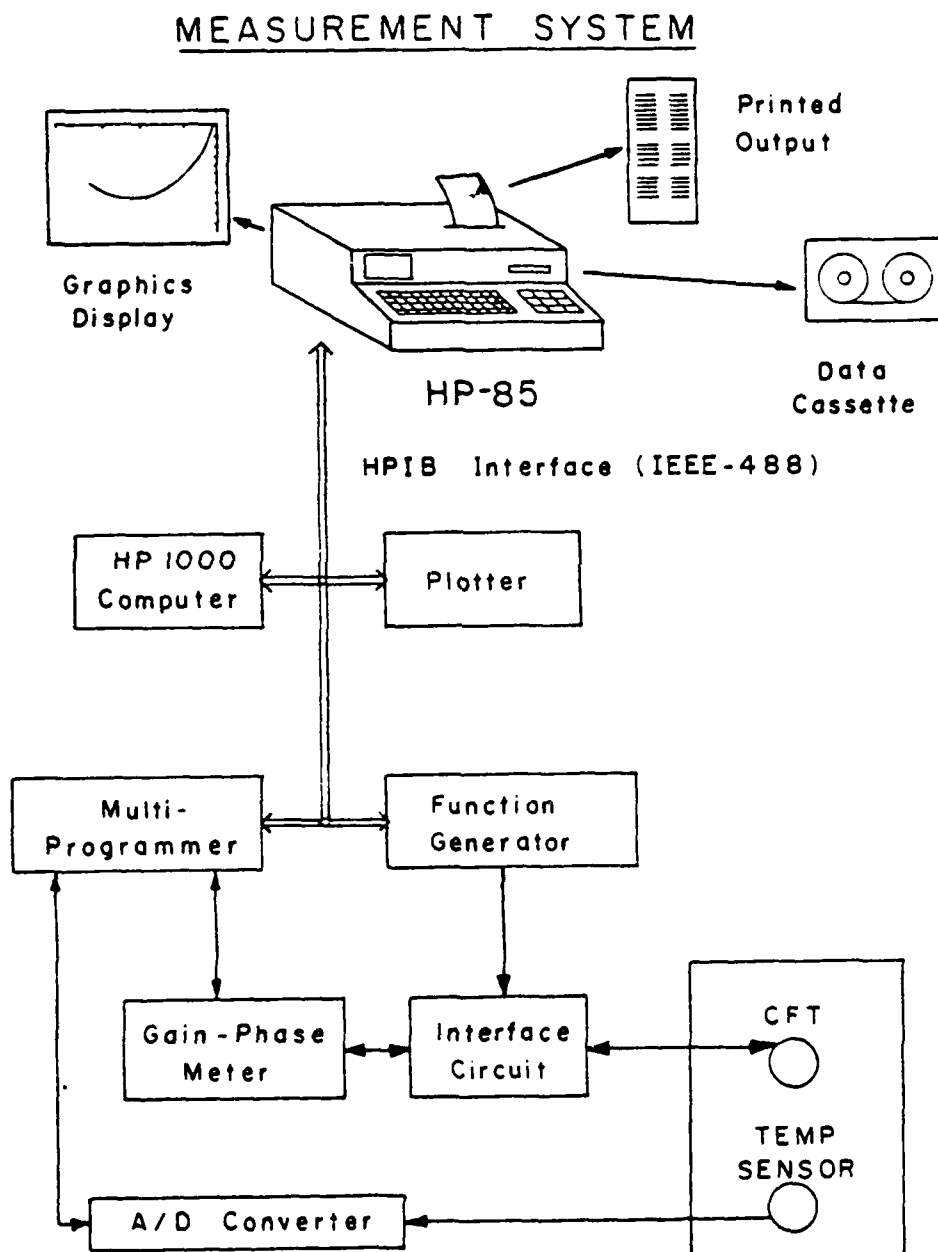 MEASUREMENT SYSTEM
Printed
Output
Graphics
Display
Data
Cassette
HP-85
HPIB Interface (IEEE-488)
HP 1000
Computer
Plotter
Multi-
Programmer
Function
Generator
Gain-Phase
Meter
Interface
Circuit
CFT
TEMP
SENSOR
A/D Converter